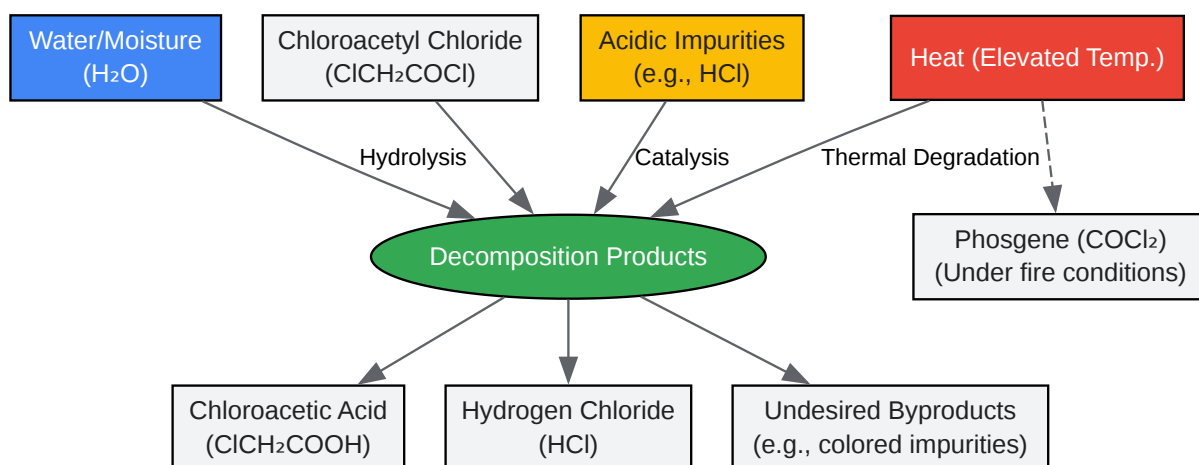 Water/Moisture
(H₂O)
Chloroacetyl Chloride
(ClCH₂COCl)
Acidic Impurities
(e.g., HCl)
Heat (Elevated Temp.)
Hydrolysis
Catalysis
Thermal Degradation
Decomposition Products
Phosgene (COCl₂)
(Under fire conditions)
Chloroacetic Acid
(ClCH₂COOH)
Hydrogen Chloride
(HCl)
Undesired Byproducts
(e.g., colored impurities)